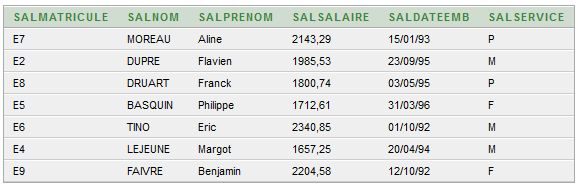 SALMATRICULE SALNOM SALPRENOM SALSALAIRE SALDATEEMB SALSERVICE
E7 MOREAU Aline 2143,29 15/01/93 P
E2 DUPRE Flavien 1985,53 23/09/95 M
E8 DRUART Franck 1800,74 03/05/95 P
E5 BASQUIN Philippe 1712,61 31/03/96 F
E6 TINO Eric 2340,85 01/10/92 M
E4 LEJEUNE Margot 1657,25 20/04/94 M
E9 FAIVRE Benjamin 2204,58 12/10/92 F